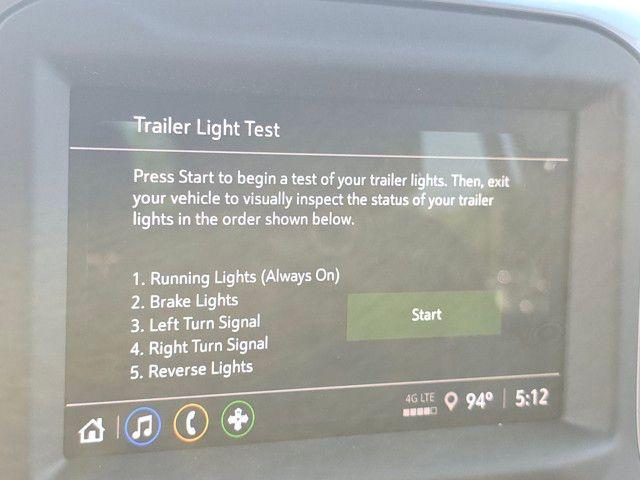 Trailer Light Test
Press Start to begin a test of your trailer lights. Then, exit
your vehicle to visually inspect the status of your trailer
lights in the order shown below.
1. Running Lights (Always On)
2. Brake Lights
3. Left Turn Signal
4. Right Turn Signal
5. Reverse Lights
Start
4G LTE
94°
5:12